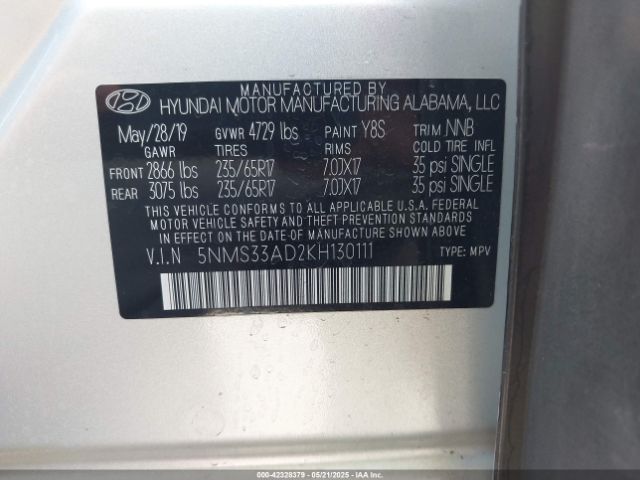 MANUFACTURED BY
HYUNDAI MOTOR MANUFACTURING ALABAMA, LLC
May/28/19 GVWR 4729 lbs PAINT Y8S TRIM NNB
GAWR TIRES RIMS COLD TIRE INFL
FRONT 2866 lbs 235/65R17 7.0JX17 35 psi SINGLE
REAR 3075 lbs 235/65R17 7.0JX17 35 psi SINGLE
THIS VEHICLE CONFORMS TO ALL APPLICABLE U.S.A. FEDERAL
MOTOR VEHICLE SAFETY AND THEFT PREVENTION STANDARDS
IN EFFECT ON THE DATE OF MANUFACTURE SHOWN ABOVE.
V.I.N 5NMS33AD2KH130111 TYPE: MPV
000-42328379 - 05/21/2025 - IAA Inc.